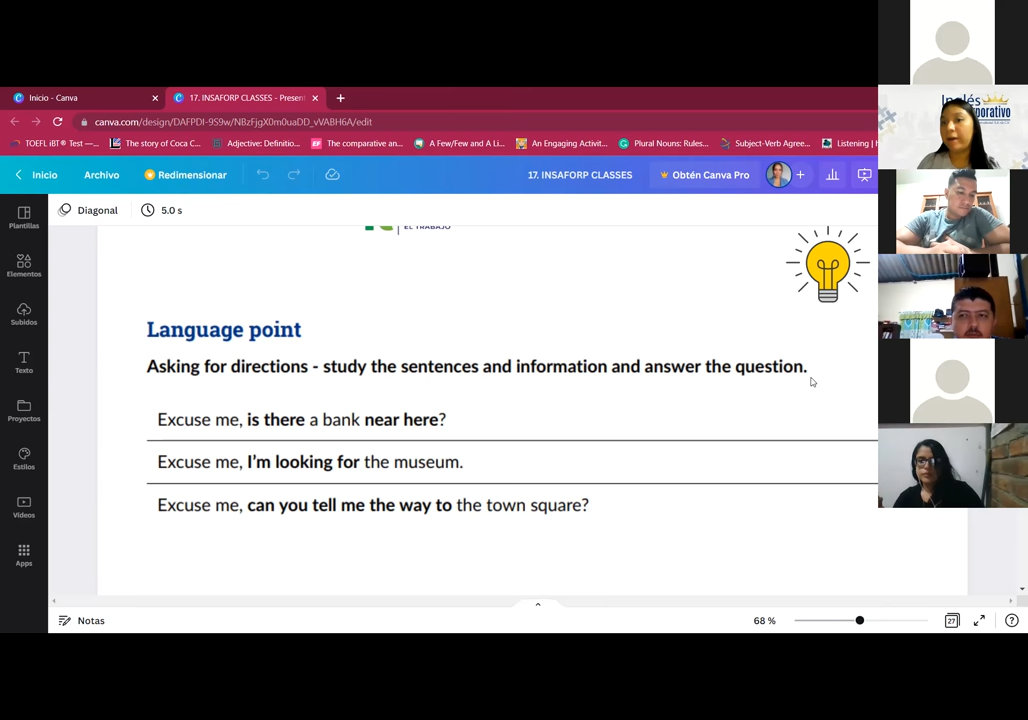 Inicio - Canva
17. INSAFORP CLASSES - Present
canva.com/design/DAFPDI-9S9w/NBzFjgX0m0uaDD_vVABH6A/edit
TOEFL iBT® Test —...
The story of Coca C...
Adjective: Definitio...
The comparative an...
A Few/Few and A Li...
An Engaging Activit...
Plural Nouns: Rules...
Subject-Verb Agree...
Listening
Inicio
Archivo
Redimensionar
17. INSAFORP CLASSES
Obtén Canva Pro
Diagonal
5.0 s
Plantillas
Elementos
Subidos
Texto
Proyectos
Estilos
Videos
Apps
EL TRABAJO
Language point
Asking for directions - study the sentences and information and answer the question.
Excuse me, is there a bank near here?
Excuse me, I'm looking for the museum.
Excuse me, can you tell me the way to the town square?
Notas
68 %
27
Inglés